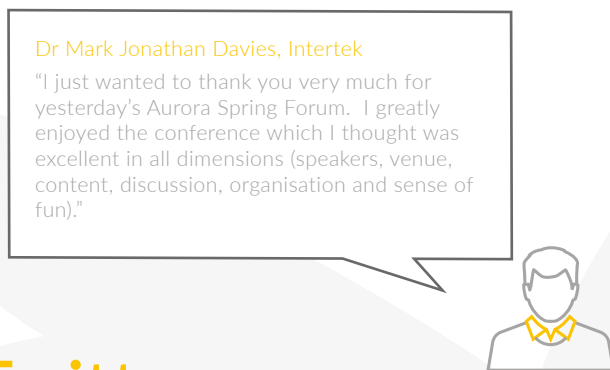 Dr Mark Jonathan Davies, Intertek
“I just wanted to thank you very much for
yesterday’s Aurora Spring Forum.  I greatly
enjoyed the conference which I thought was
excellent in all dimensions (speakers, venue,
content, discussion, organisation and sense of
fun).”